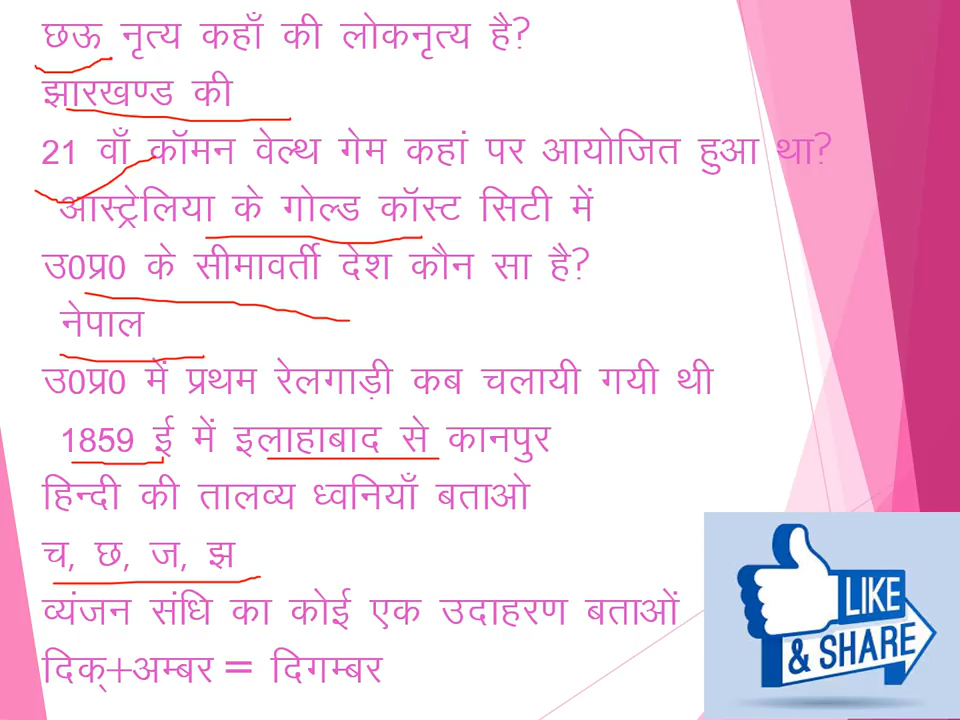 छऊ नृत्य कहाँ की लोकनृत्य है?
झारखण्ड की
21 वाँ कॉमन वेल्थ गेम कहां पर आयोजित हुआ था?
आस्ट्रेलिया के गोल्ड कॉस्ट सिटी में
उ0प्र0 के सीमावर्ती देश कौन सा है?
नेपाल
उ0प्र0 में प्रथम रेलगाड़ी कब चलायी गयी थी
1859 ई में इलाहाबाद से कानपुर
हिन्दी की तालव्य ध्वनियाँ बताओ
च, छ, ज, झ
व्यंजन संधि का कोई एक उदाहरण बताओं
दिक्+अम्बर = दिगम्बर
LIKE
& SHARE